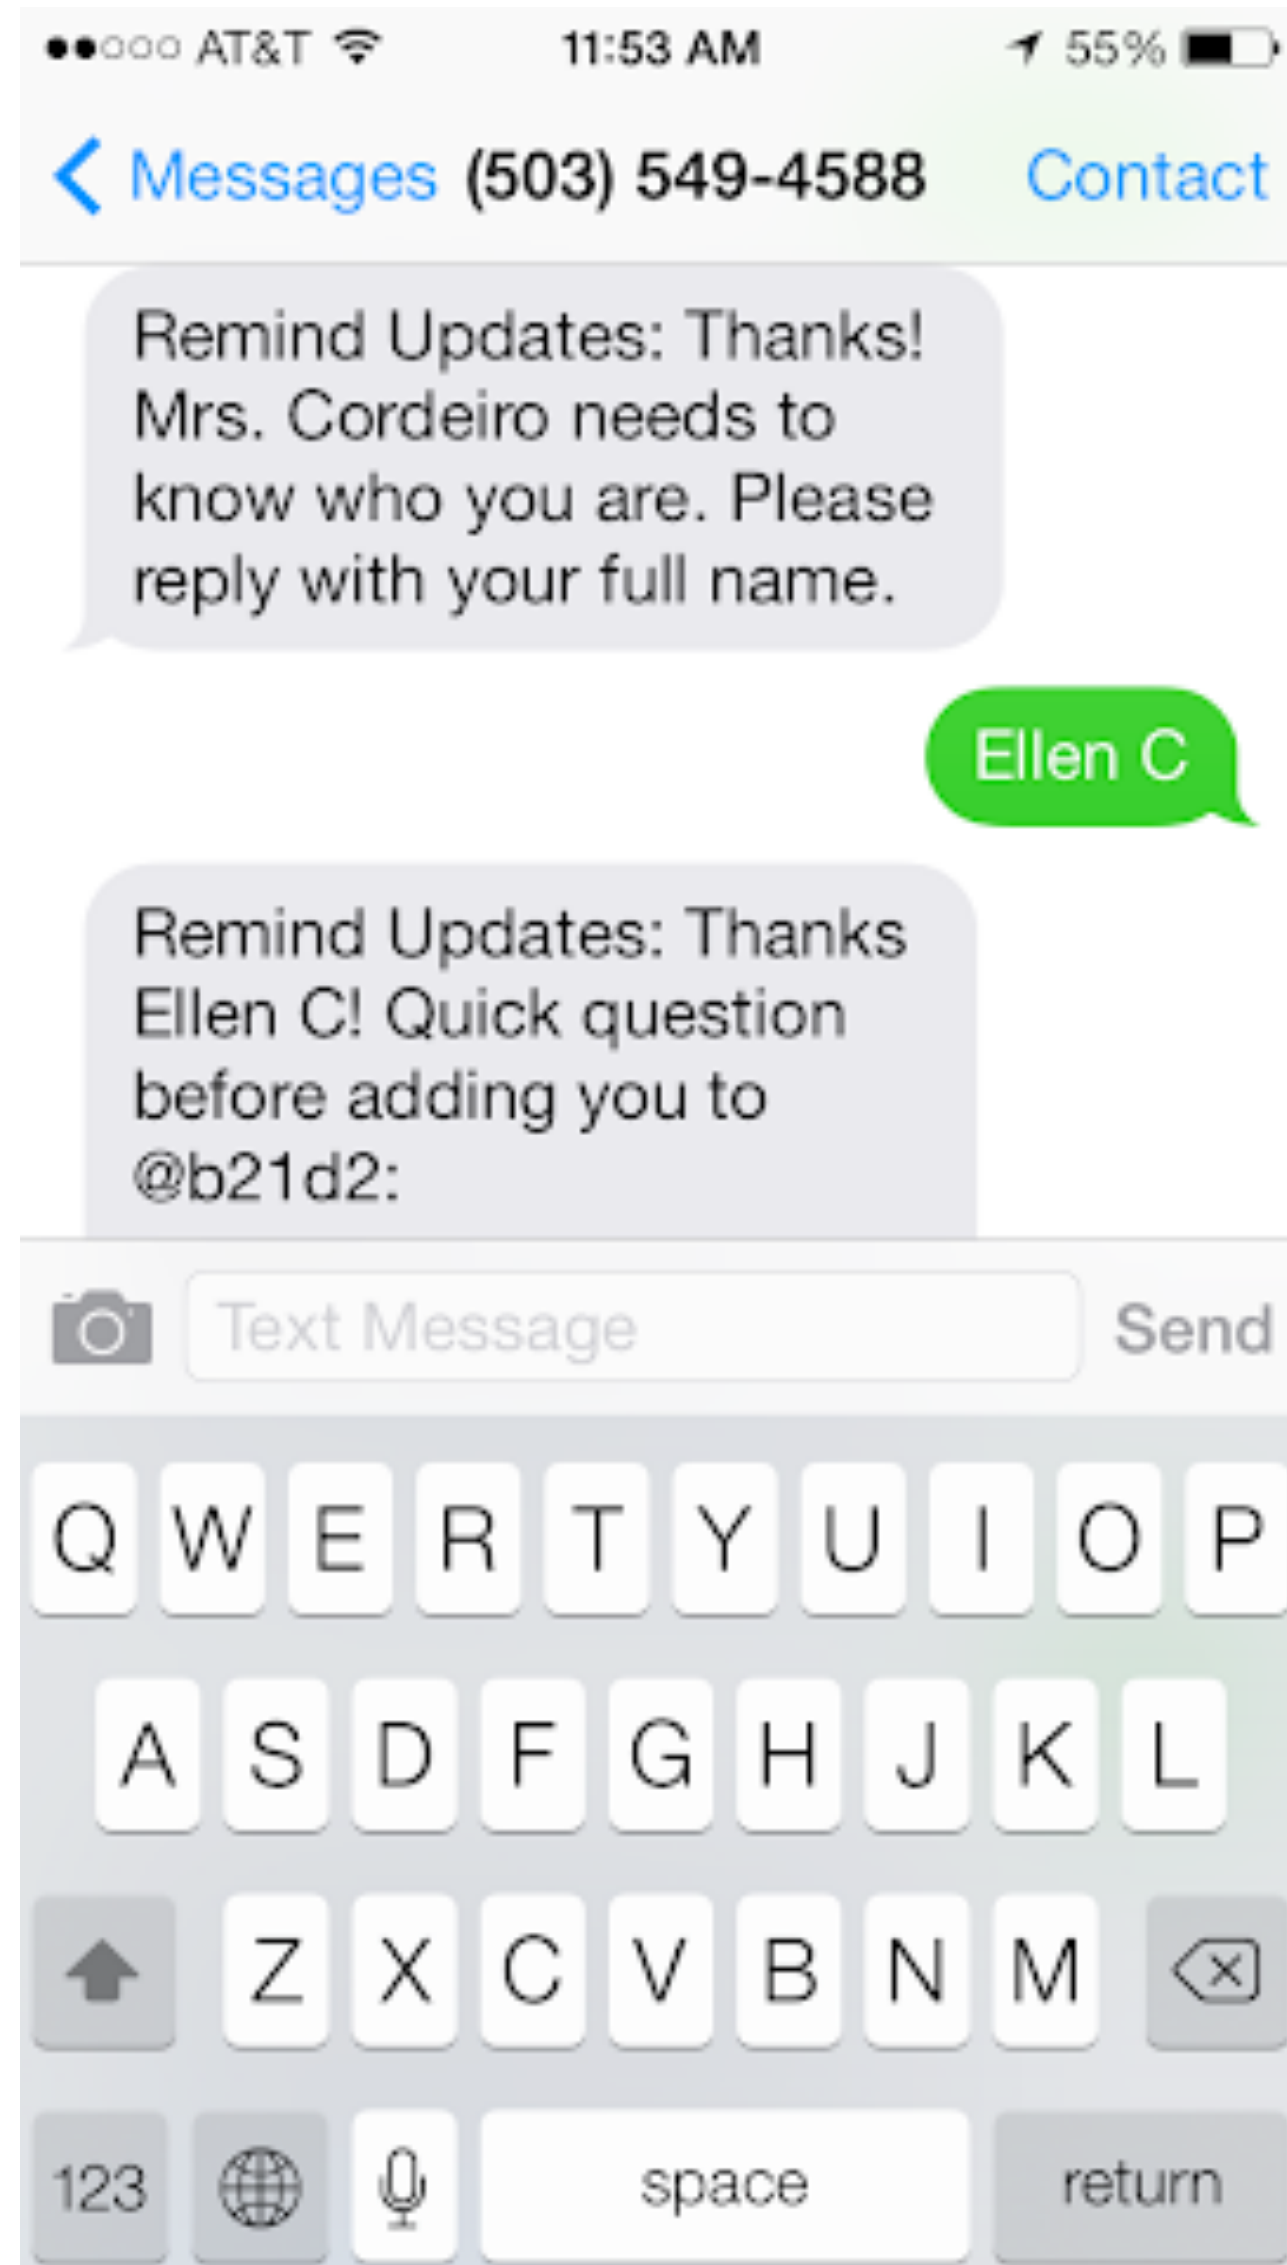 AT&T 11:53 AM 55%
Messages (503) 549-4588 Contact
Remind Updates: Thanks!
Mrs. Cordeiro needs to
know who you are. Please
reply with your full name.
Ellen C
Remind Updates: Thanks
Ellen C! Quick question
before adding you to
@b21d2:
Text Message Send
Q W E R T Y U I O P
A S D F G H J K L
Z X C V B N M
123 space return